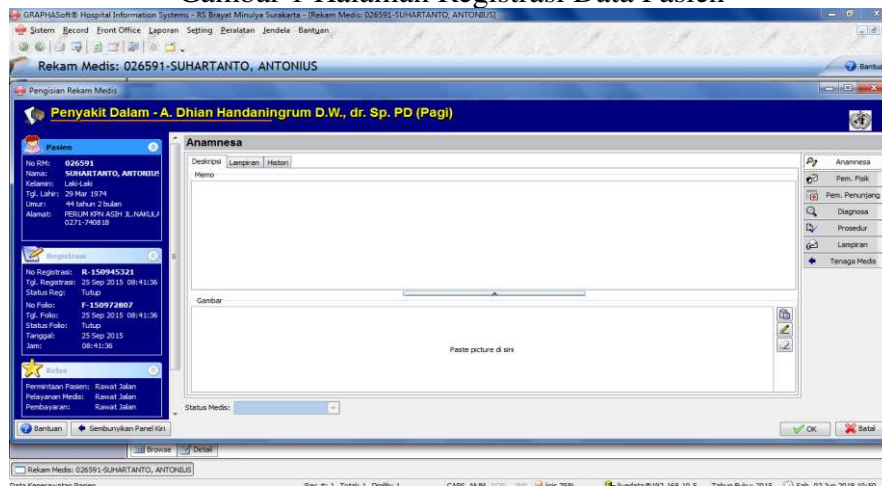 GRAPHASoft® Hospital Information Systems - RS Brayat Minulya Surakarta - [Rekam Medis: 026591-SUHARTANTO, ANTONIUS]
Sistem Record Front Office Laporan Setting Peralatan Jendela Bantuan
Rekam Medis: 026591-SUHARTANTO, ANTONIUS
Bantua
Pengisian Rekam Medis
Penyakit Dalam - A. Dhian Handaningrum D.W., dr. Sp. PD (Pagi)
Pasien
No RM: 026591
Nama: SUHARTANTO, ANTONIUS
Kelamin: Laki-Laki
Tgl. Lahir: 29 Mar 1974
Umur: 44 tahun 2 bulan
Alamat: PERUM KPN ASIH JL.NAKULA
0271-740818
Registrasi
No Registrasi: R-150945321
Tgl. Registrasi: 25 Sep 2015 08:41:36
Status Reg: Tutup
No Folio: F-150972807
Tgl. Folio: 25 Sep 2015 08:41:36
Status Folio: Tutup
Tanggal: 25 Sep 2015
Jam: 08:41:36
Kelas
Permintaan Pasien: Rawat Jalan
Pelayanan Medis: Rawat Jalan
Pembayaran: Rawat Jalan
Bantuan
Sembunyikan Panel Kiri
Anamnesa
Deskripsi Lampiran Histori
Memo
Gambar
Paste picture di sini
Status Medis:
Anamnesa
Pem. Fisik
Pem. Penunjang
Diagnosa
Prosedur
Lampiran
Tenaga Medis
OK Batal
Browse Detail
Rekam Medis: 026591-SUHARTANTO, ANTONIUS